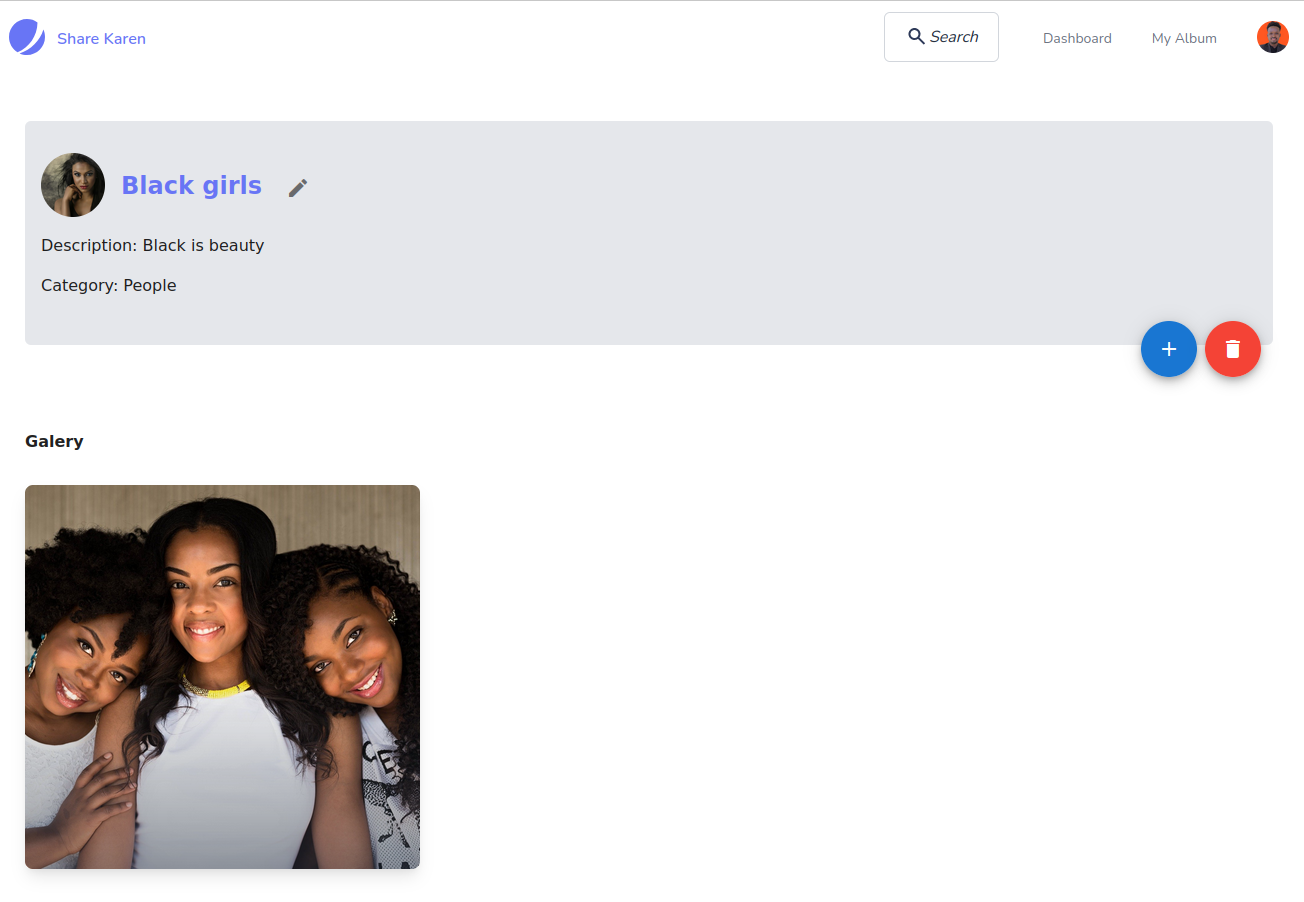 Share Karen
Search
Dashboard
My Album
Black girls
Description: Black is beauty
Category: People
Galery